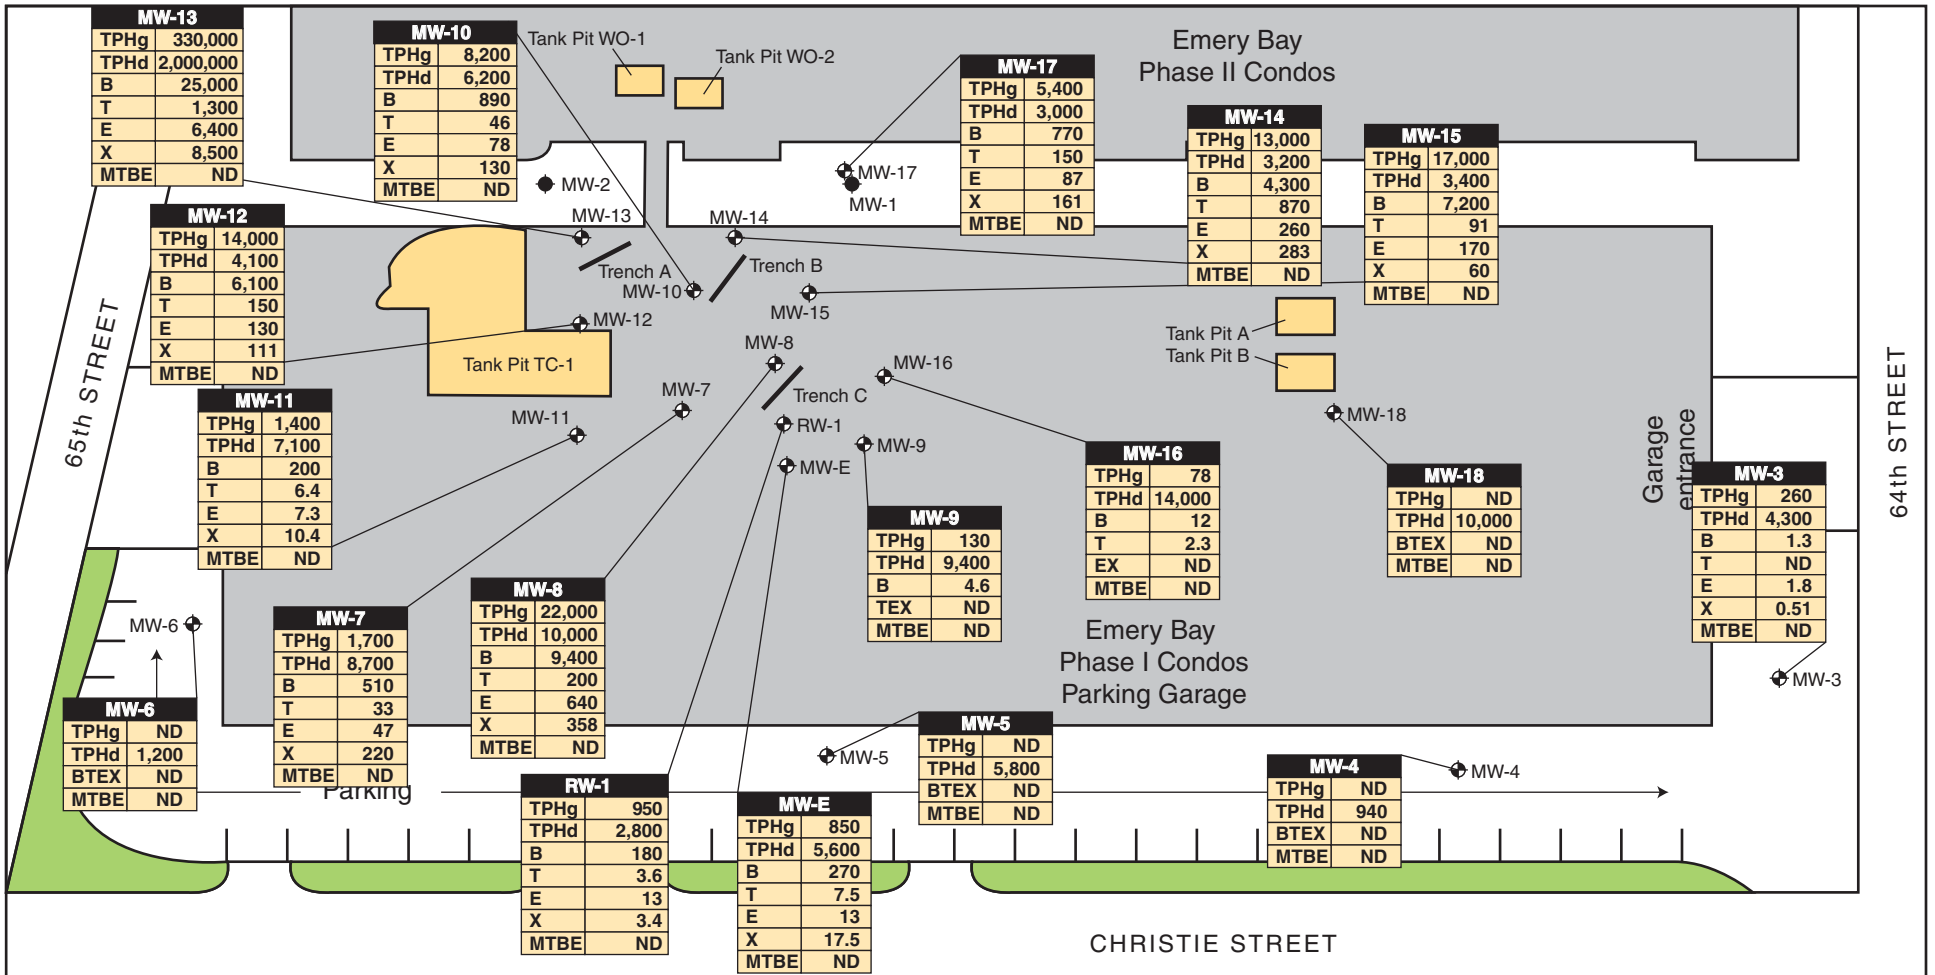 MW-13
TPHg 330,000
TPHd 2,000,000
B 25,000
T 1,300
E 6,400
X 8,500
MTBE ND
MW-10
TPHg 8,200
TPHd 6,200
B 890
T 46
E 78
X 130
MTBE ND
Tank Pit WO-1
Tank Pit WO-2
Emery Bay
Phase II Condos
MW-17
TPHg 5,400
TPHd 3,000
B 770
T 150
E 87
X 161
MTBE ND
MW-14
TPHg 13,000
TPHd 3,200
B 4,300
T 870
E 260
X 283
MTBE ND
MW-15
TPHg 17,000
TPHd 3,400
B 7,200
T 91
E 170
X 60
MTBE ND
MW-2
MW-17
MW-1
MW-13
MW-14
MW-12
TPHg 14,000
TPHd 4,100
B 6,100
T 150
E 130
X 111
MTBE ND
Trench A
MW-10
Trench B
MW-15
MW-12
Tank Pit TC-1
Tank Pit A
Tank Pit B
65th STREET
64th STREET
MW-8
MW-16
MW-7
Trench C
MW-11
RW-1
MW-9
MW-E
MW-18
Garage
entrance
MW-11
TPHg 1,400
TPHd 7,100
B 200
T 6.4
E 7.3
X 10.4
MTBE ND
MW-16
TPHg 78
TPHd 14,000
B 12
T 2.3
EX ND
MTBE ND
MW-18
TPHg ND
TPHd 10,000
BTEX ND
MTBE ND
MW-3
TPHg 260
TPHd 4,300
B 1.3
T ND
E 1.8
X 0.51
MTBE ND
MW-9
TPHg 130
TPHd 9,400
B 4.6
TEX ND
MTBE ND
MW-6
MW-7
TPHg 1,700
TPHd 8,700
B 510
T 33
E 47
X 220
MTBE ND
MW-8
TPHg 22,000
TPHd 10,000
B 9,400
T 200
E 640
X 358
MTBE ND
Emery Bay
Phase I Condos
Parking Garage
MW-3
MW-6
TPHg ND
TPHd 1,200
BTEX ND
MTBE ND
Parking
MW-5
MW-5
TPHg ND
TPHd 5,800
BTEX ND
MTBE ND
MW-4
TPHg ND
TPHd 940
BTEX ND
MTBE ND
MW-4
RW-1
TPHg 950
TPHd 2,800
B 180
T 3.6
E 13
X 3.4
MTBE ND
MW-E
TPHg 850
TPHd 5,600
B 270
T 7.5
E 13
X 17.5
MTBE ND
CHRISTIE STREET